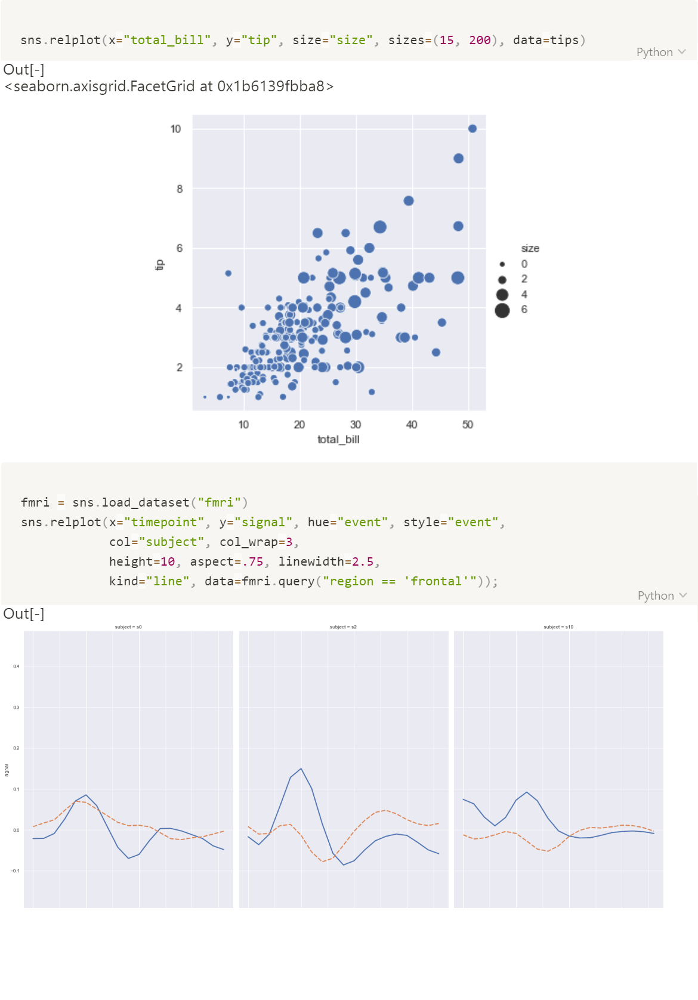 sns.relplot(x="total_bill", y="tip", size="size", sizes=(15, 200), data=tips)
Python
Out[-]
<seaborn.axisgrid.FacetGrid at 0x1b6139fbba8>
10
8
6
4
2
tip
10 20 30 40 50
total_bill
size
0
2
4
6
fmri = sns.load_dataset("fmri")
sns.relplot(x="timepoint", y="signal", hue="event", style="event",
col="subject", col_wrap=3,
height=10, aspect=.75, linewidth=2.5,
kind="line", data=fmri.query("region == 'frontal'"));
Python
Out[-]
subject = s0 subject = s2 subject = s10
0.4
0.3
0.2
0.1
0.0
−0.1
signal